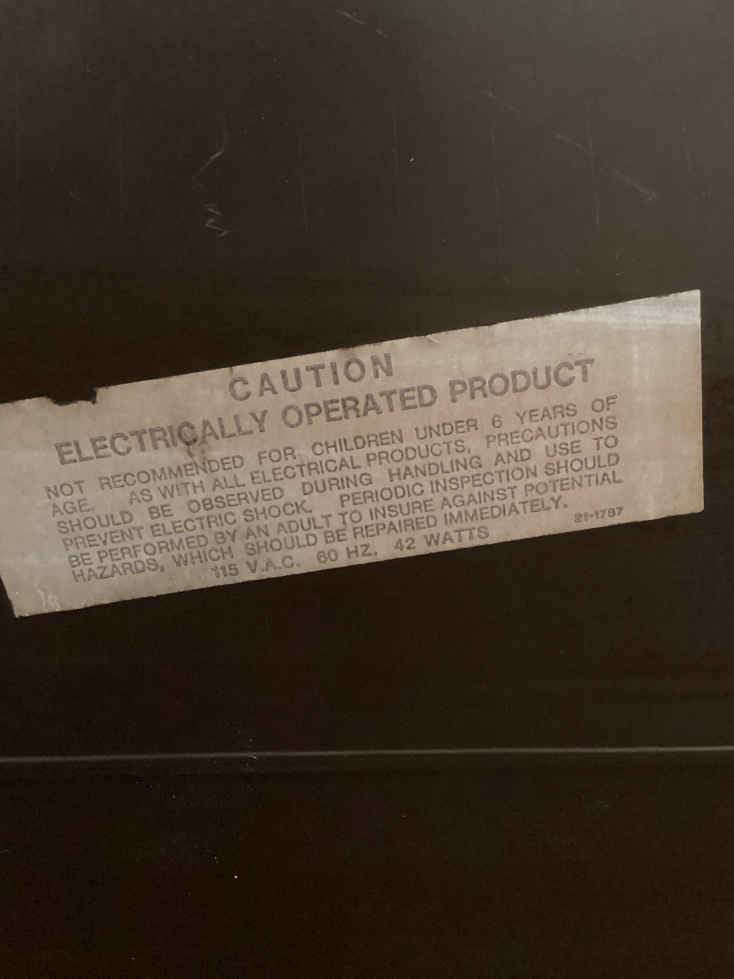 CAUTION
ELECTRICALLY OPERATED PRODUCT
NOT RECOMMENDED FOR CHILDREN UNDER 6 YEARS OF
AGE. AS WITH ALL ELECTRICAL PRODUCTS, PRECAUTIONS
SHOULD BE OBSERVED DURING HANDLING AND USE TO
PREVENT ELECTRIC SHOCK. PERIODIC INSPECTION SHOULD
BE PERFORMED BY AN ADULT TO INSURE AGAINST POTENTIAL
HAZARDS, WHICH SHOULD BE REPAIRED IMMEDIATELY.
115 V.A.C. 60 HZ. 42 WATTS
21-1787